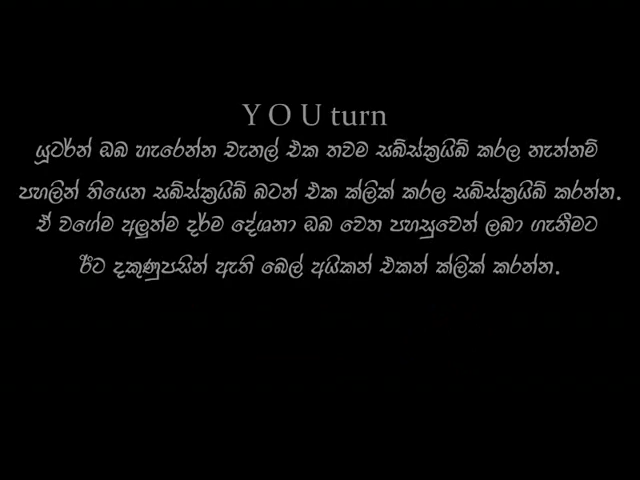 Y O U turn
යූටර්න් ඔබ හැරෙන්න චැනල් එක තවම සබ්ස්ක්‍රයිබ් කරල නැත්නම්
පහලින් තියෙන සබ්ස්ක්‍රයිබ් බටන් එක ක්ලික් කරල සබ්ස්ක්‍රයිබ් කරන්න.
ඒ වගේම අලුත්ම දර්ම දේශනා ඔබ වෙත පහසුවෙන් ලබා ගැනීමට
ඊට දකුණුපසින් ඇති බෙල් අයිකන් එකත් ක්ලික් කරන්න.